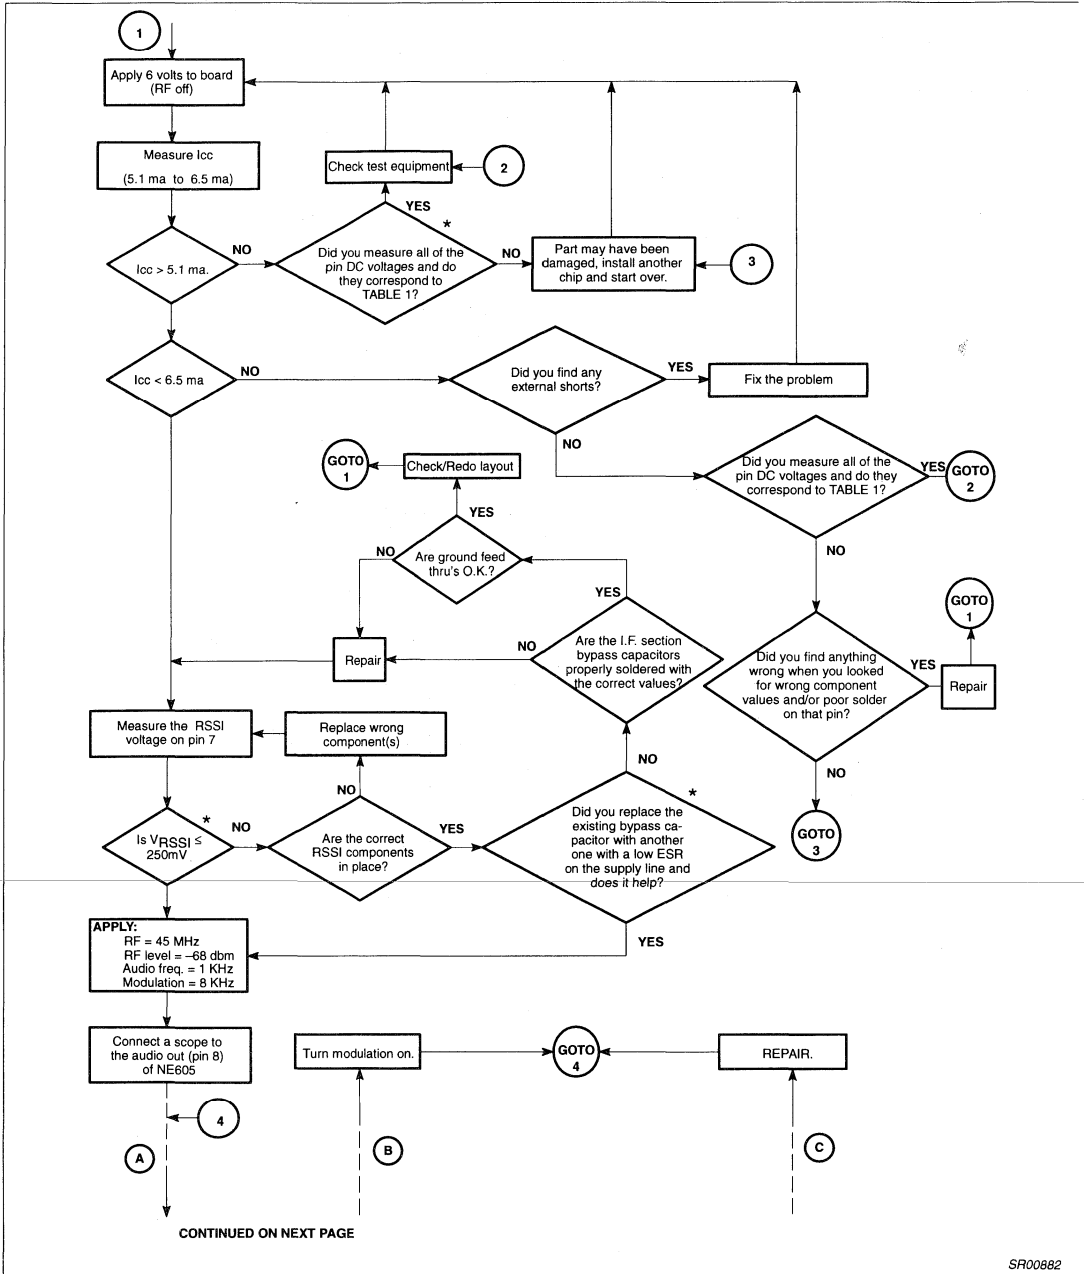 1
Apply 6 volts to board
(RF off)
Measure Icc
(5.1 ma to 6.5 ma)
Check test equipment
2
YES
*
Icc > 5.1 ma.
NO
Did you measure all of the
pin DC voltages and do
they correspond to
TABLE 1?
NO
Part may have been
damaged, install another
chip and start over.
3
Icc < 6.5 ma
NO
Did you find any
external shorts?
YES
Fix the problem
NO
GOTO
1
Check/Redo layout
YES
Did you measure all of the
pin DC voltages and do they
correspond to TABLE 1?
YES
GOTO
2
NO
NO
Are ground feed
thru's O.K.?
YES
GOTO
1
Repair
NO
Are the I.F. section
bypass capacitors
properly soldered with
the correct values?
Did you find anything
wrong when you looked
for wrong component
values and/or poor solder
on that pin?
YES
Repair
Measure the RSSI
voltage on pin 7
Replace wrong
component(s)
NO
NO
GOTO
3
NO
Is VRSSI ≤
250mV
*
NO
Are the correct
RSSI components
in place?
YES
*
Did you replace the
existing bypass ca-
pacitor with another
one with a low ESR
on the supply line and
does it help?
YES
APPLY:
RF = 45 MHz
RF level = –68 dbm
Audio freq. = 1 KHz
Modulation = 8 KHz
Connect a scope to
the audio out (pin 8)
of NE605
Turn modulation on.
GOTO
4
REPAIR.
4
A
B
C
CONTINUED ON NEXT PAGE
SR00882